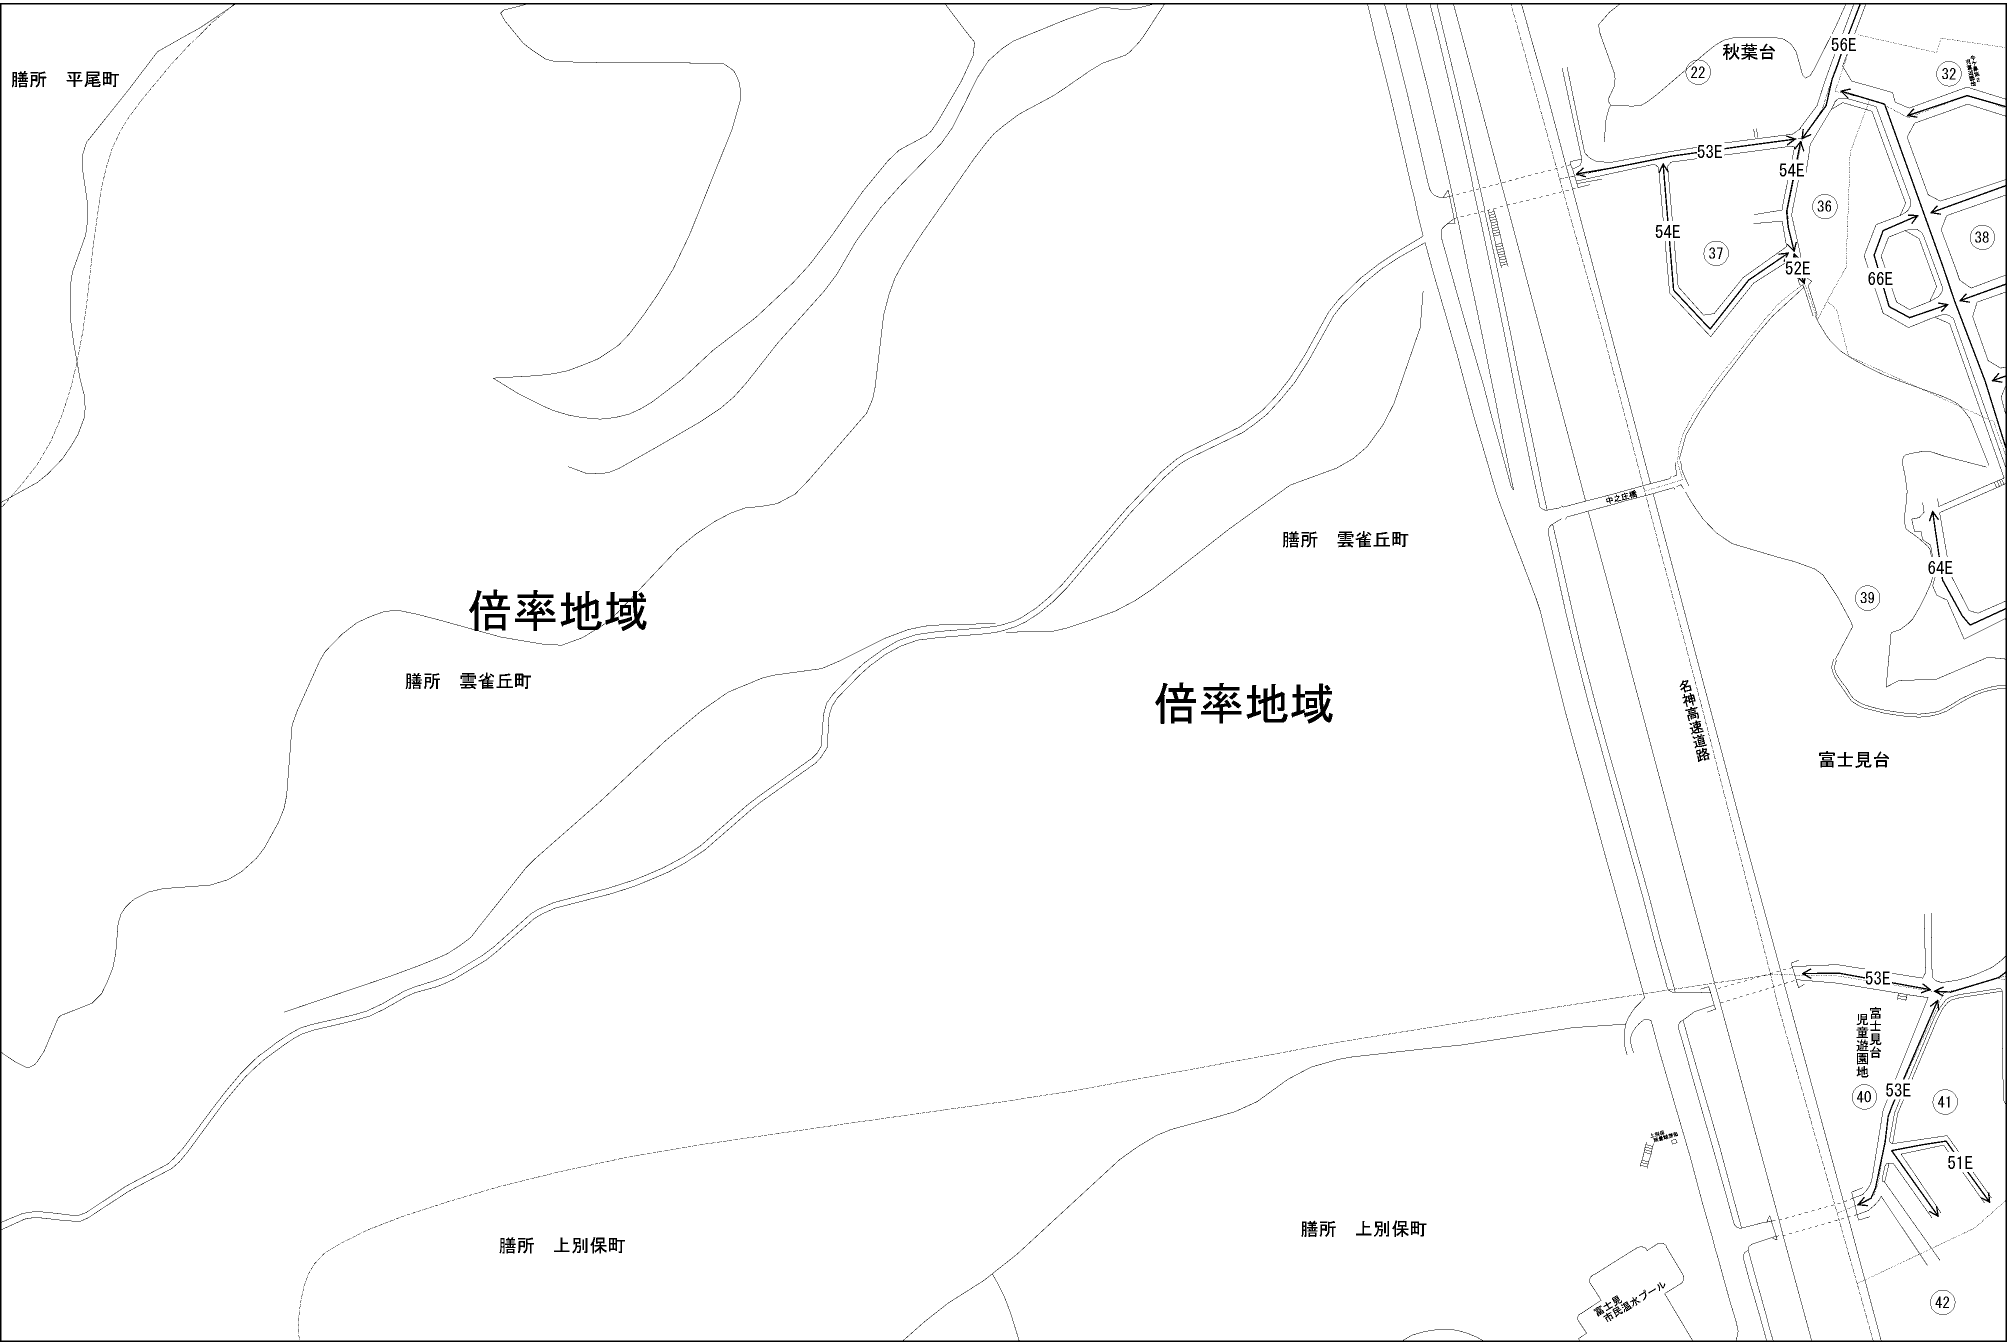 膳所　平尾町
秋葉台
22
56E
32
53E
54E
36
54E
37
52E
38
66E
中之庄橋
膳所　雲雀丘町
64E
39
倍率地域
膳所　雲雀丘町
倍率地域
名神高速道路
富士見台
53E
富士見台
児童遊園地
53E
40
41
51E
膳所　上別保町
膳所　上別保町
富士見
市民温水プール
42